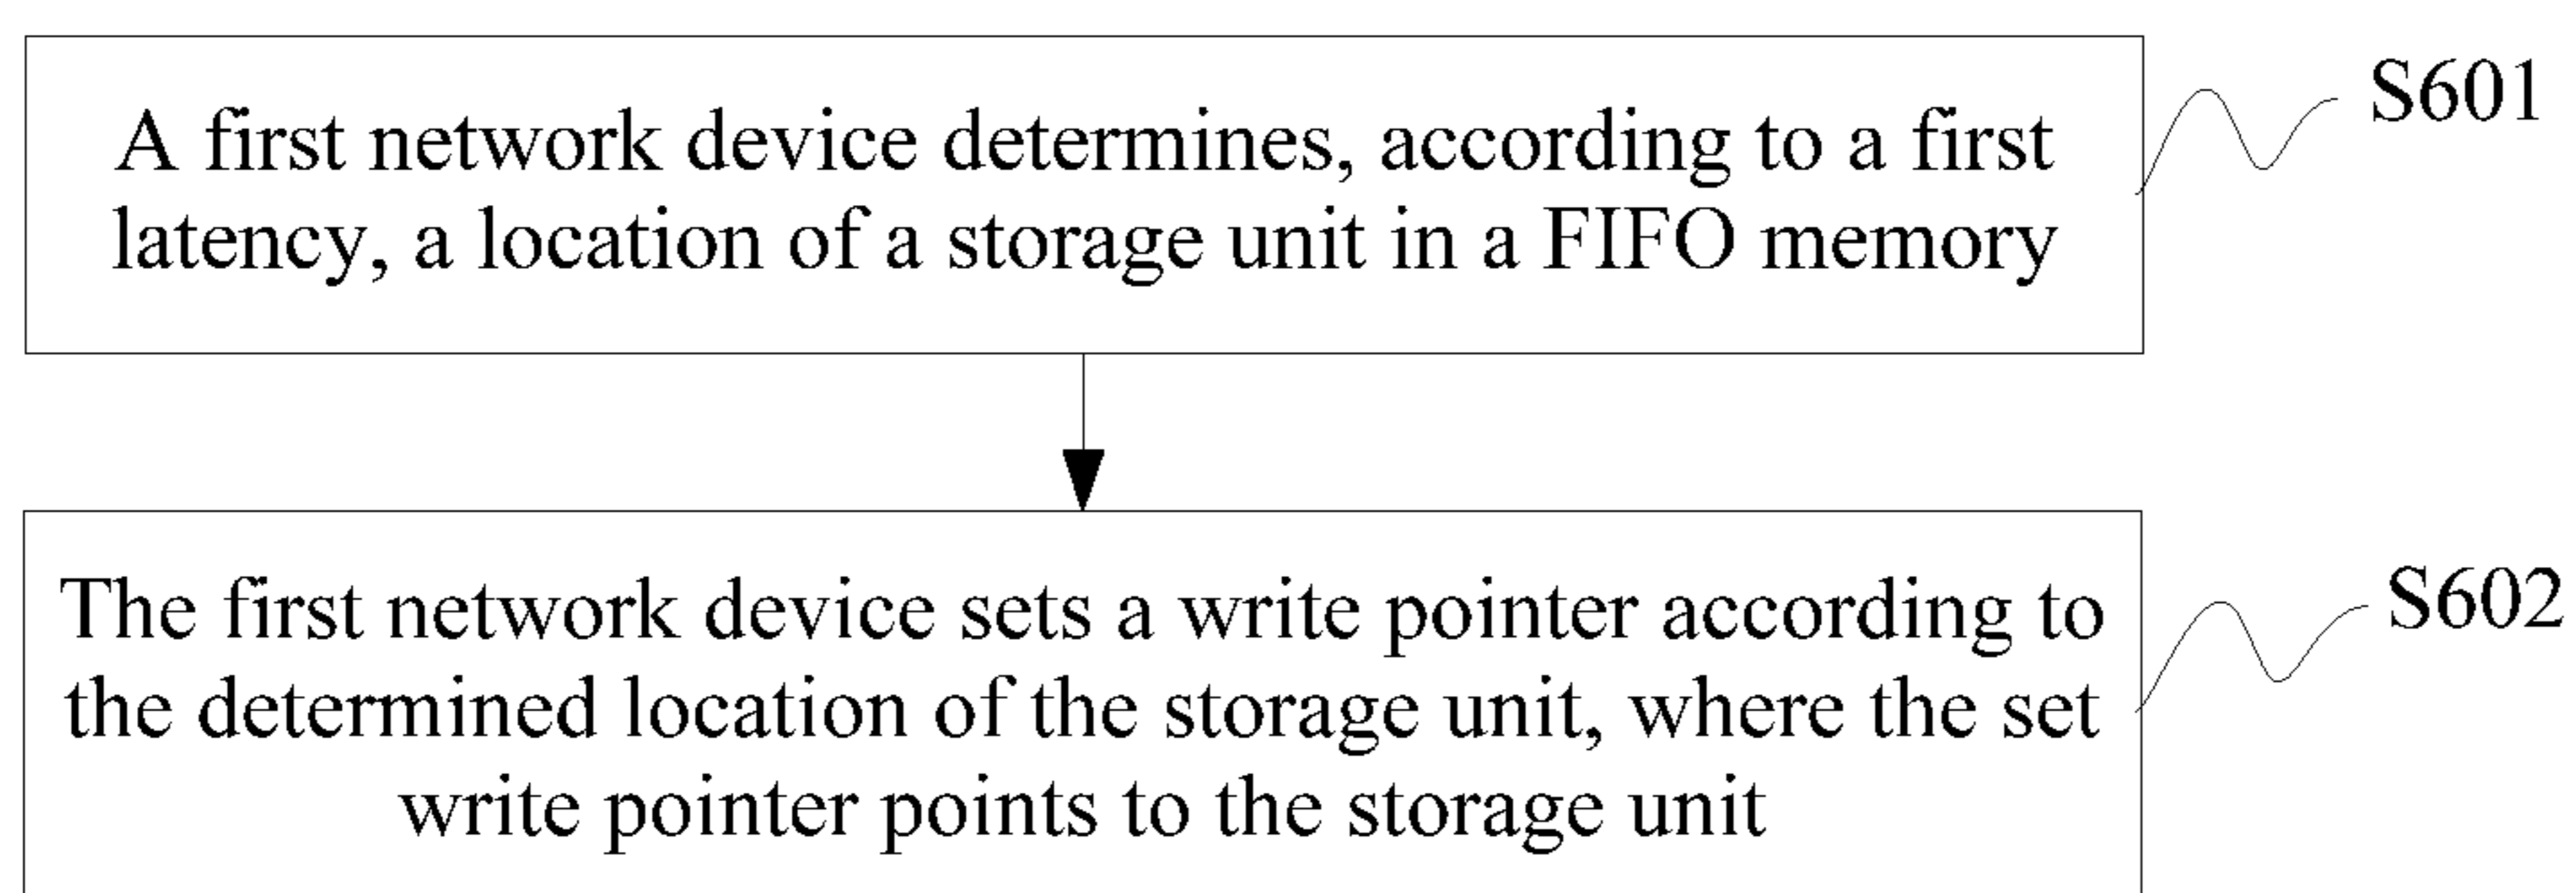 A first network device determines, according to a first
latency, a location of a storage unit in a FIFO memory
S601
The first network device sets a write pointer according to
the determined location of the storage unit, where the set
write pointer points to the storage unit
S602